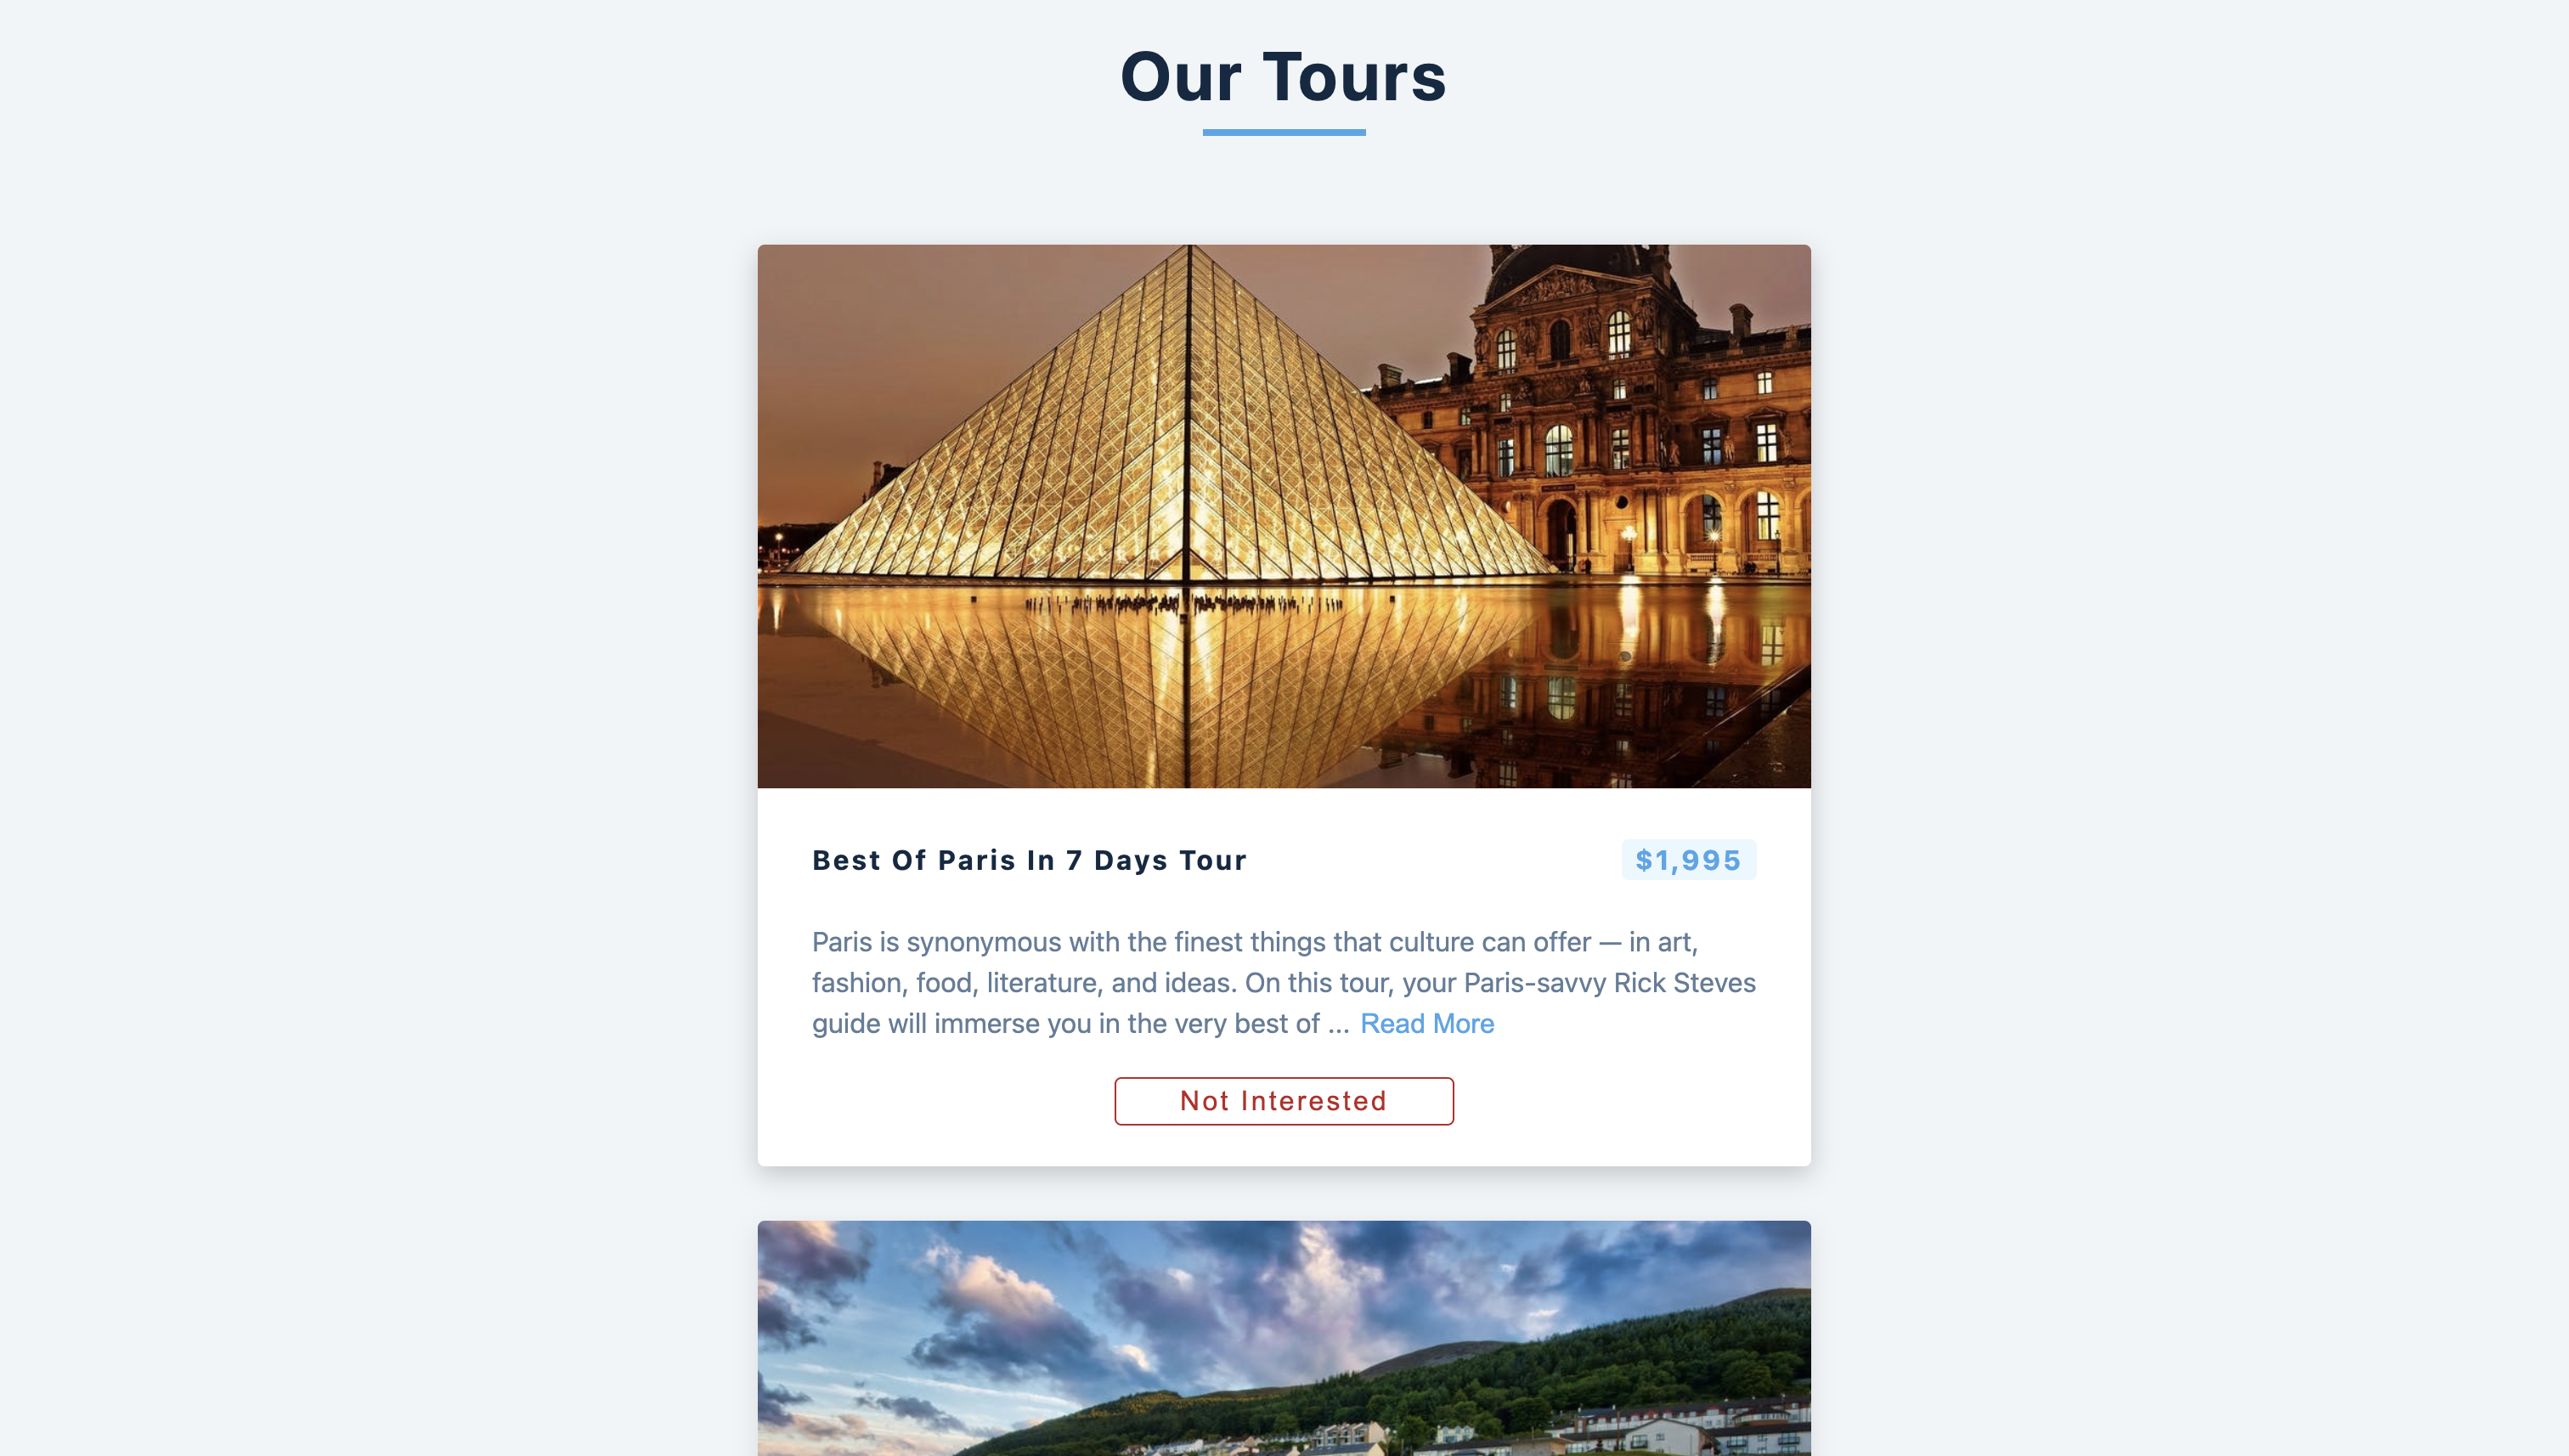 Our Tours
Best Of Paris In 7 Days Tour
$1,995
Paris is synonymous with the finest things that culture can offer — in art,
fashion, food, literature, and ideas. On this tour, your Paris-savvy Rick Steves
guide will immerse you in the very best of ... Read More
Not Interested